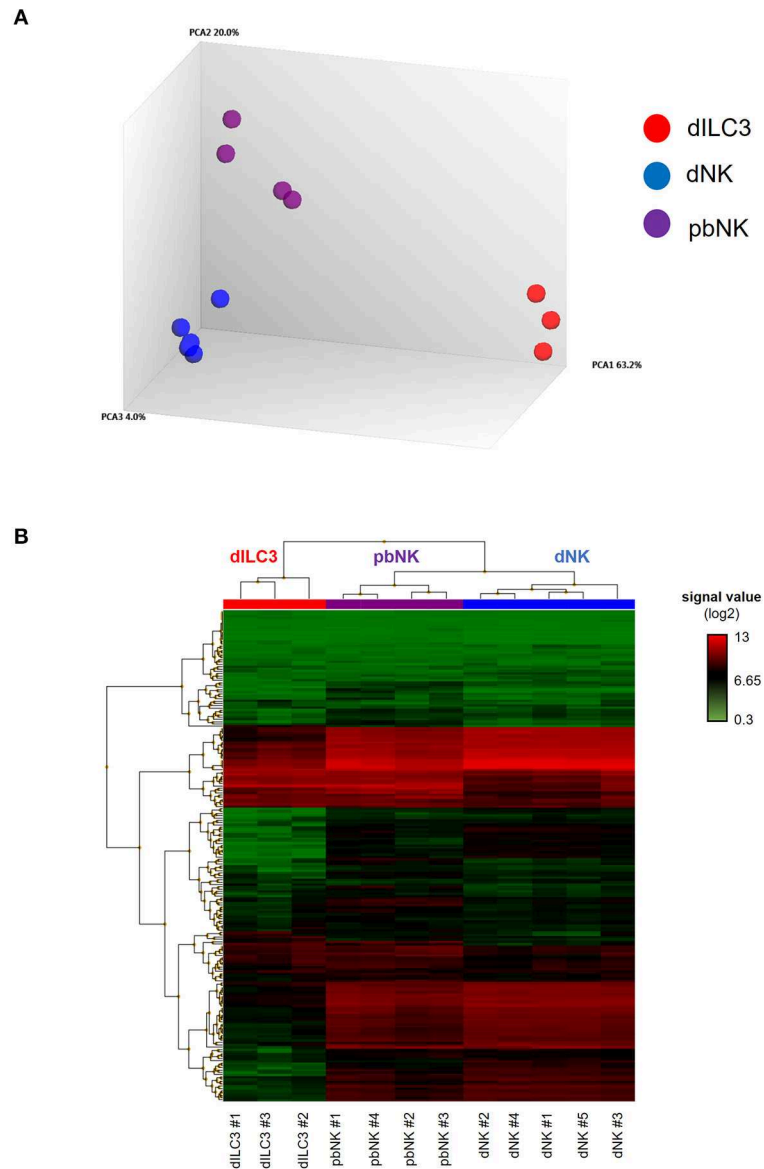 A
PCA2 20.0%
dILC3
dNK
pbNK
PCA1 63.2%
PCA3 4.0%
B
dILC3 pbNK dNK
signal value
(log2)
13
6.65
0.3
dILC3 #1
dILC3 #3
dILC3 #2
pbNK #1
pbNK #4
pbNK #2
pbNK #3
dNK #2
dNK #4
dNK #1
dNK #5
dNK #3